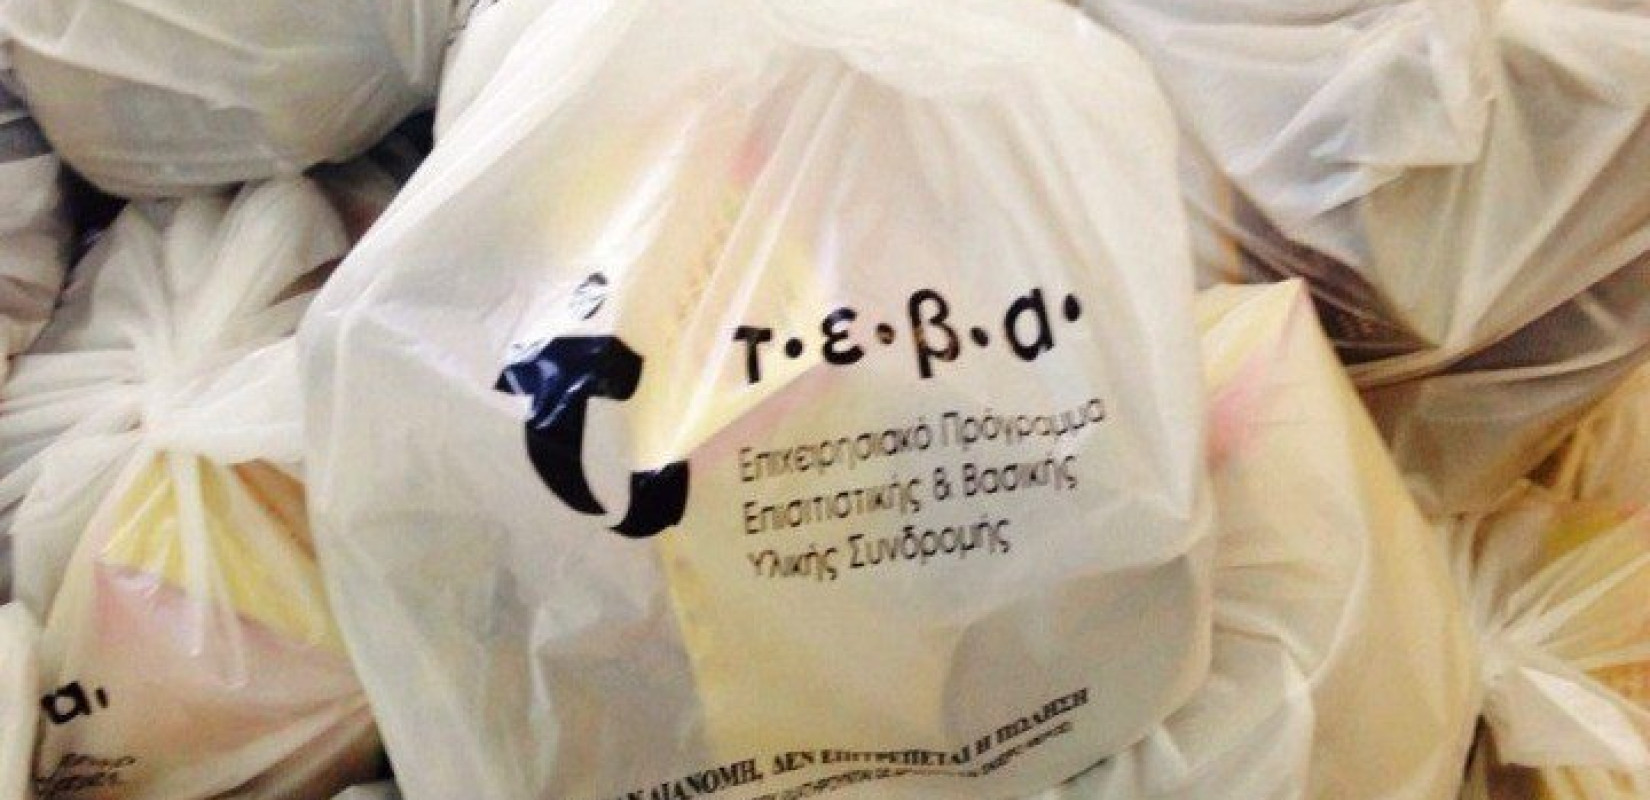 τ·ε·β·α·
Επιχειρησιακό Πρόγραμμα
Επισιτιστικής & Βασικής
Υλικής Συνδρομής
ΔΙΑΝΟΜΗ, ΔΕΝ ΕΠΙΤΡΕΠΕΤΑΙ Η ΠΩΛΗΣΗ
α.